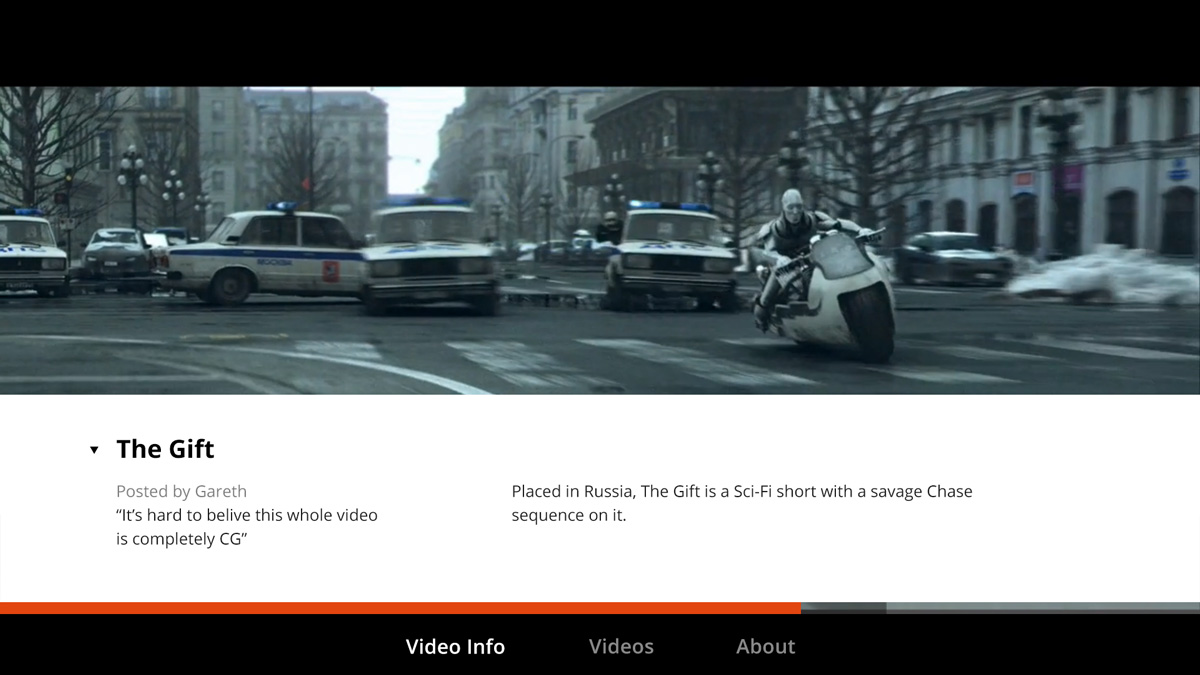 МОСКВА
The Gift
Posted by Gareth
“It’s hard to belive this whole video
is completely CG”
Placed in Russia, The Gift is a Sci-Fi short with a savage Chase
sequence on it.
Video Info
Videos
About